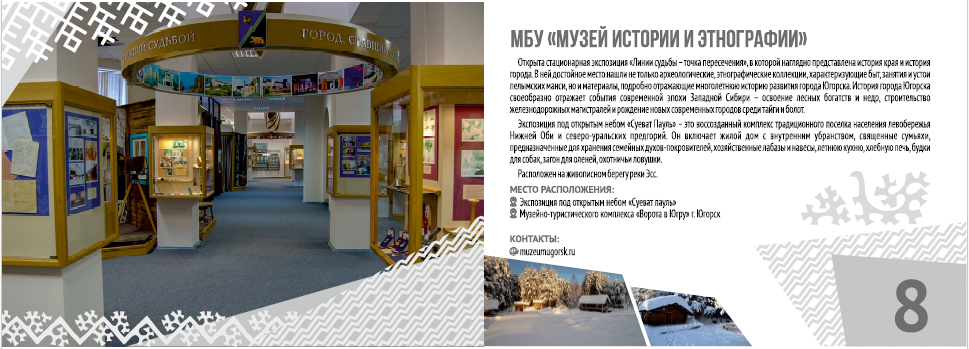 СУДЬБОЙ
ГОРОД,
МБУ «МУЗЕЙ ИСТОРИИ И ЭТНОГРАФИИ»
Открыта стационарная экспозиция «Линии судьбы – точка пересечения», в которой наглядно представлена история края и история
города. В ней достойное место нашли не только археологические, этнографические коллекции, характеризующие быт, занятия и устои
пелымских манси, но и материалы, подробно отражающие многолетнюю историю развития города Югорска. История города Югорска
своеобразно отражает события современной эпохи Западной Сибири – освоение лесных богатств и недр, строительство
железнодорожных магистралей и рождение новых современных городов среди тайги и болот.
Экспозиция под открытым небом «Суеват Пауль» – это воссозданный комплекс традиционного поселка населения левобережья
Нижней Оби и северо-уральских предгорий. Он включает жилой дом с внутренним убранством, священные сумьяхи,
предназначенные для хранения семейных духов-покровителей, хозяйственные лабазы и навесы, летнюю кухню, хлебную печь, будки
для собак, загон для оленей, охотничьи ловушки.
Расположен на живописном берегу реки Эсс.
МЕСТО РАСПОЛОЖЕНИЯ:
Экспозиция под открытым небом «Суеват пауль»
Музейно-туристического комплекса «Ворота в Югру» г. Югорск
КОНТАКТЫ:
muzeumugorsk.ru
8